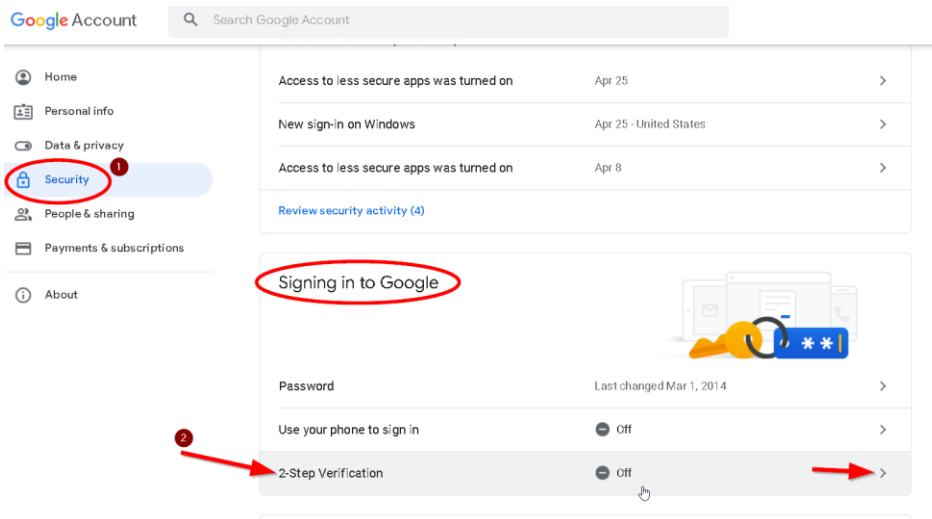 Google Account
Search Google Account
Home
Personal info
Data & privacy
1
Security
People & sharing
Payments & subscriptions
About
Access to less secure apps was turned on Apr 25
New sign-in on Windows Apr 25 · United States
Access to less secure apps was turned on Apr 8
Review security activity (4)
Signing in to Google
**
Password Last changed Mar 1, 2014
Use your phone to sign in Off
2
2-Step Verification Off